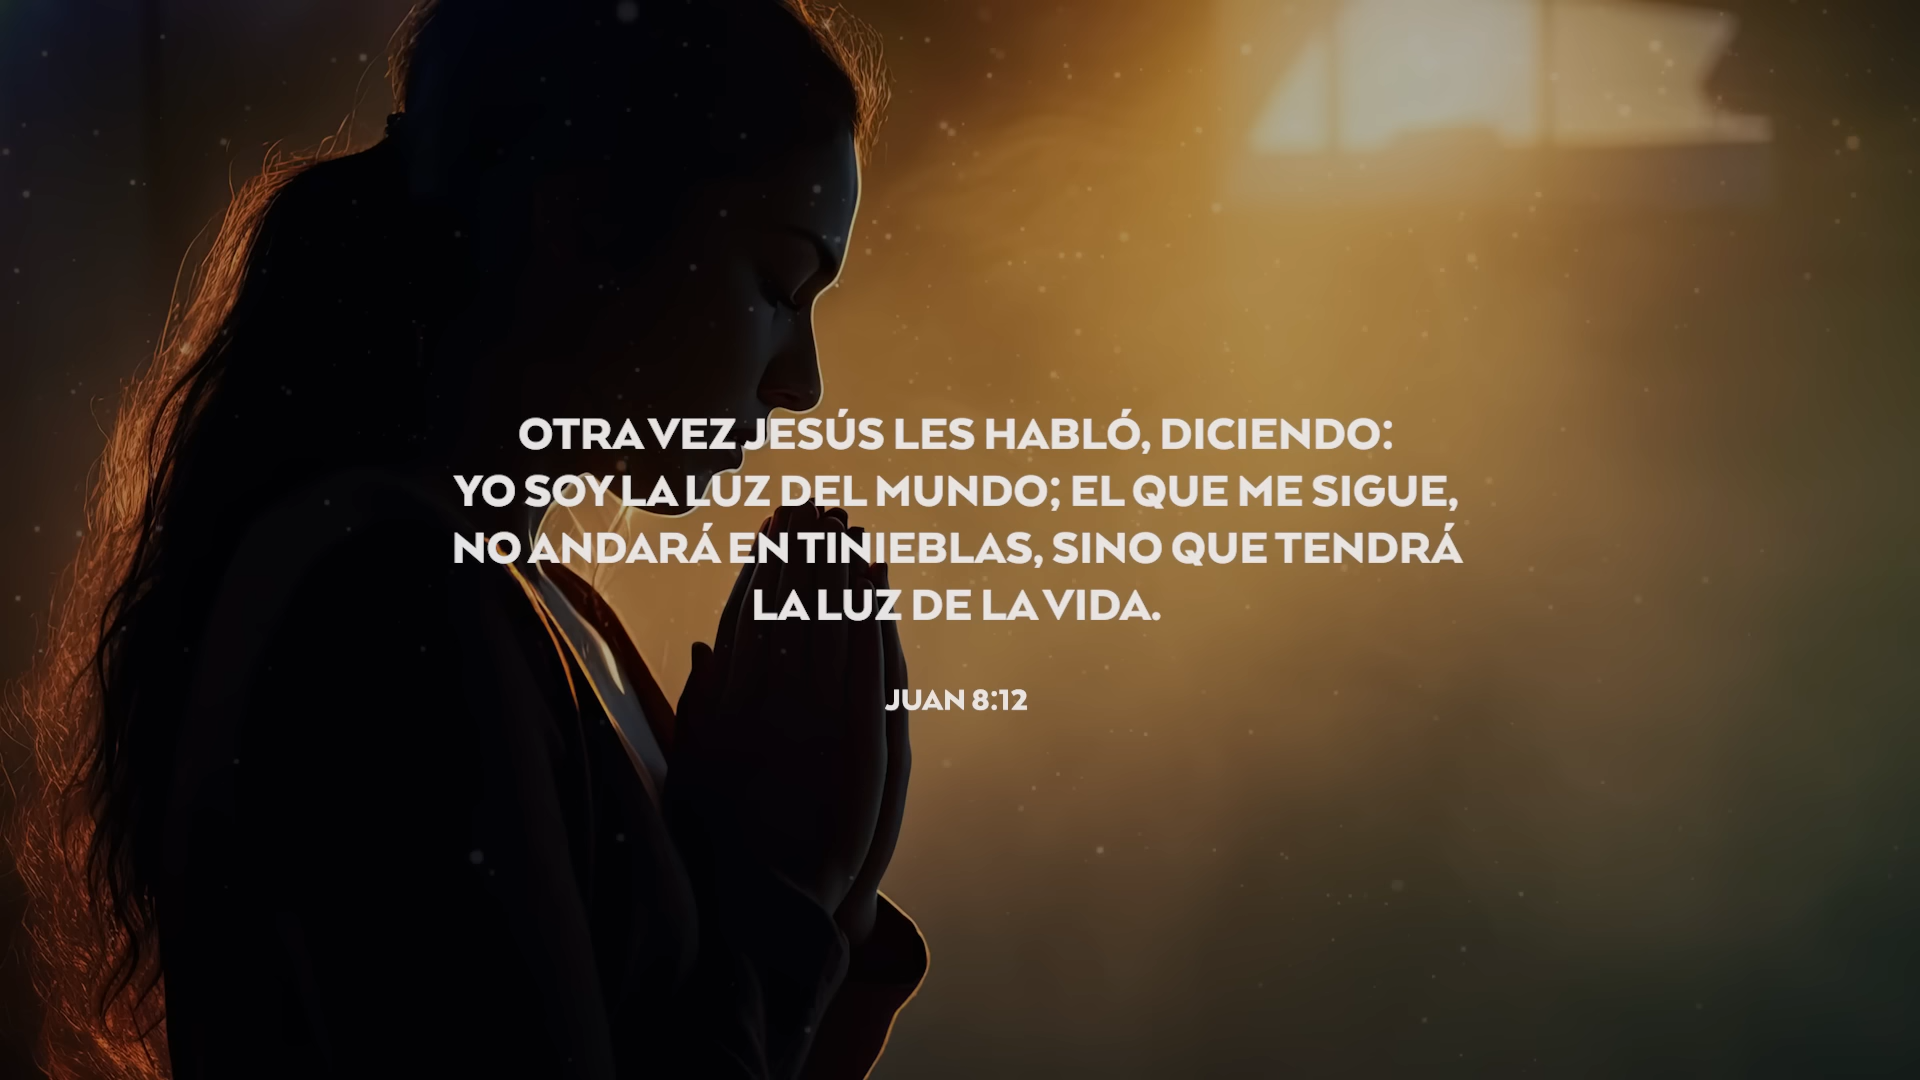 OTRA VEZ JESÚS LES HABLÓ, DICIENDO:
YO SOY LA LUZ DEL MUNDO; EL QUE ME SIGUE,
NO ANDARÁ EN TINIEBLAS, SINO QUE TENDRÁ
LA LUZ DE LA VIDA.
JUAN 8:12